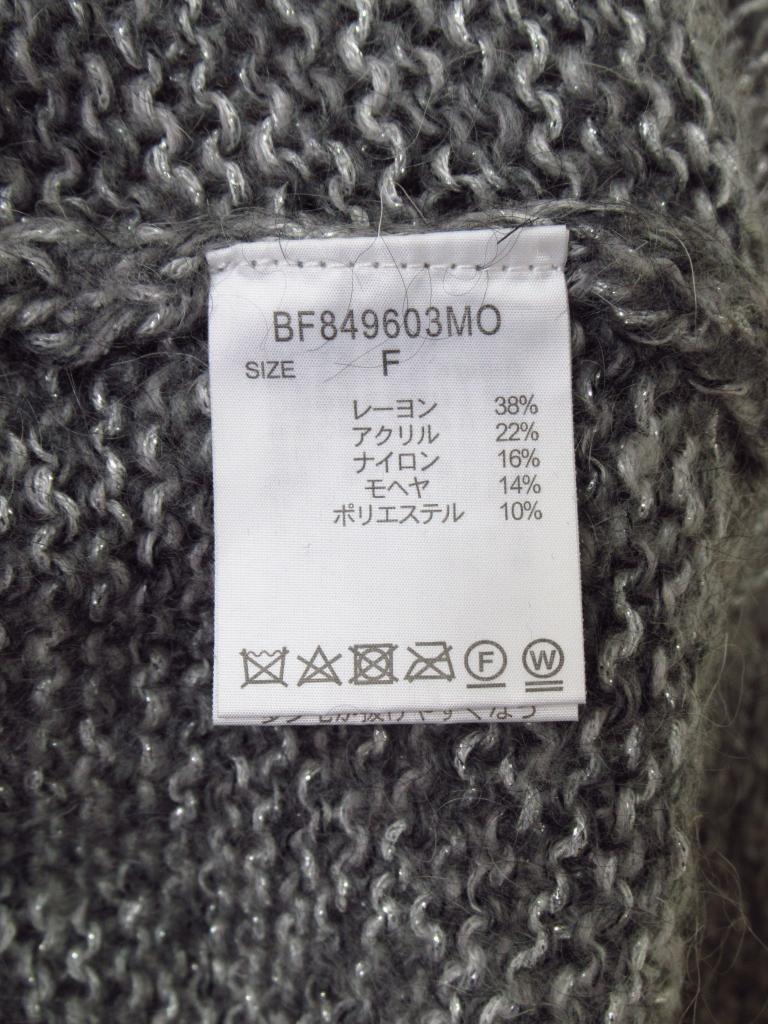 BF849603MO
SIZE F
レーヨン 38%
アクリル 22%
ナイロン 16%
モヘヤ 14%
ポリエステル 10%
F W